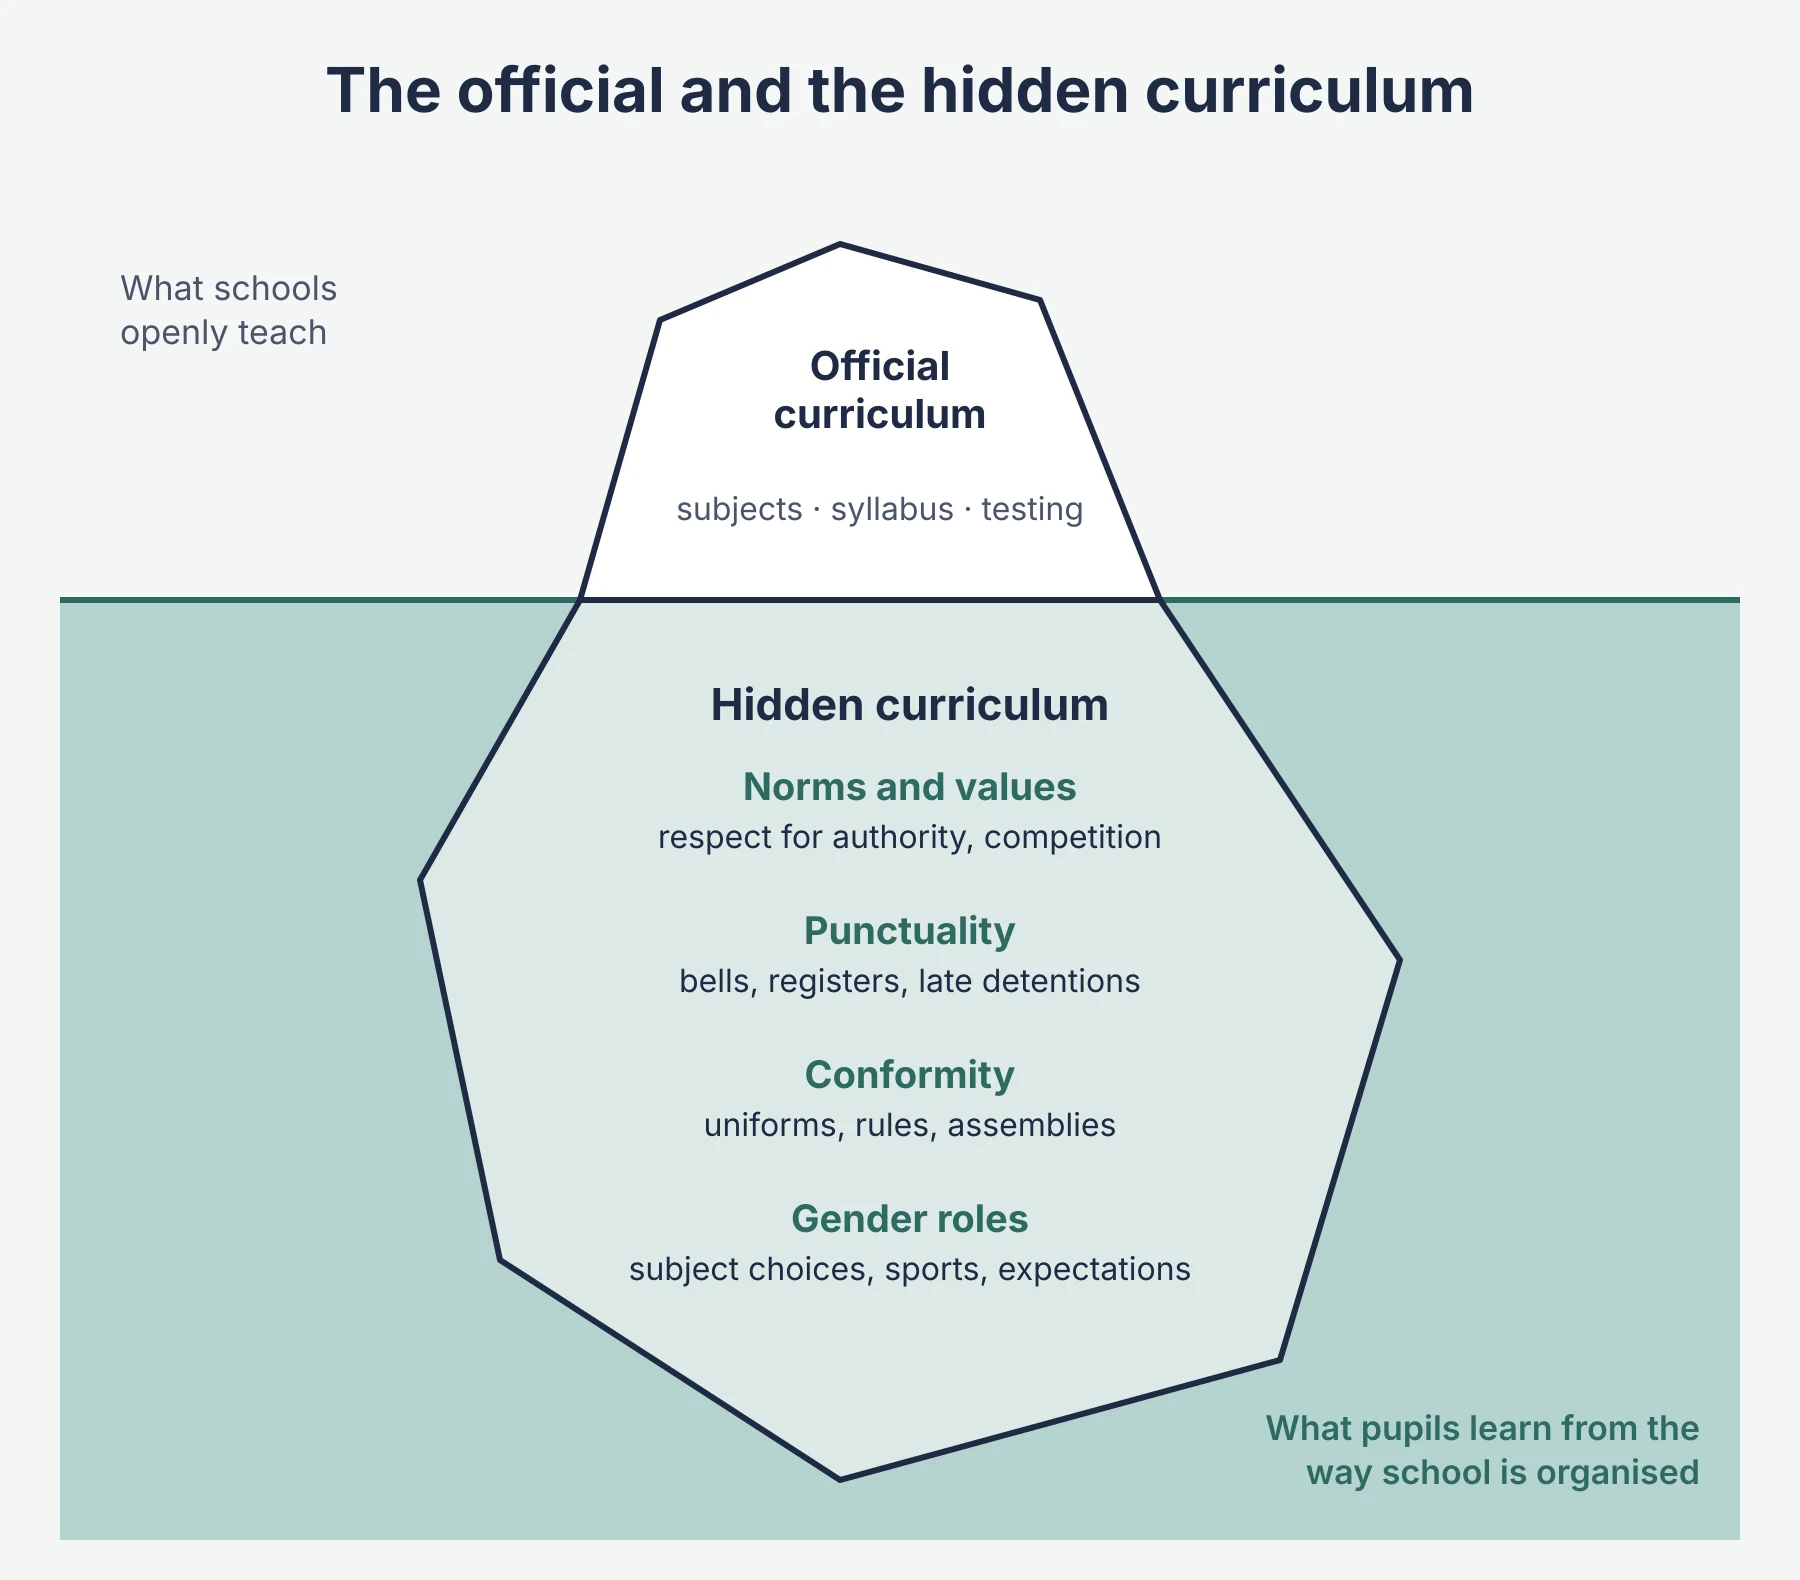 The official and the hidden curriculum
What schools
openly teach
Official
curriculum
subjects · syllabus · testing
Hidden curriculum
Norms and values
respect for authority, competition
Punctuality
bells, registers, late detentions
Conformity
uniforms, rules, assemblies
Gender roles
subject choices, sports, expectations
What pupils learn from the
way school is organised